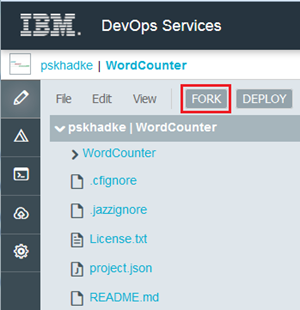 IBM. DevOps Services
pskhadke | WordCounter
File Edit View FORK DEPLOY
pskhadke | WordCounter
WordCounter
.cfignore
.jazzignore
License.txt
project.json
README.md